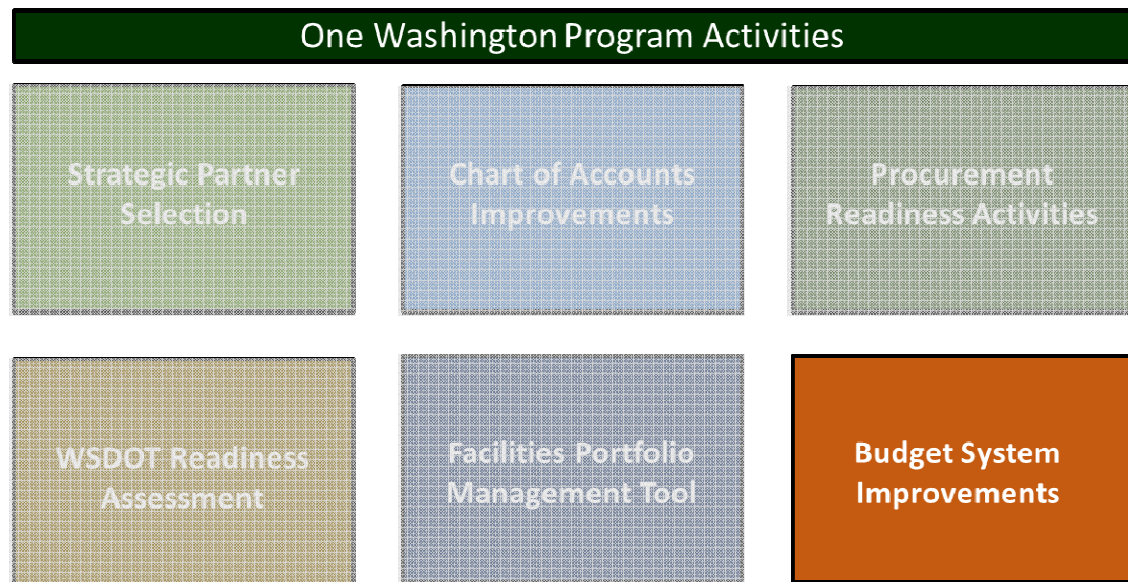 One Washington Program Activities
Strategic Partner
Selection
Chart of Accounts
Improvements
Procurement
Readiness Activities
WSDOT Readiness
Assessment
Facilities Portfolio
Management Tool
Budget System
Improvements